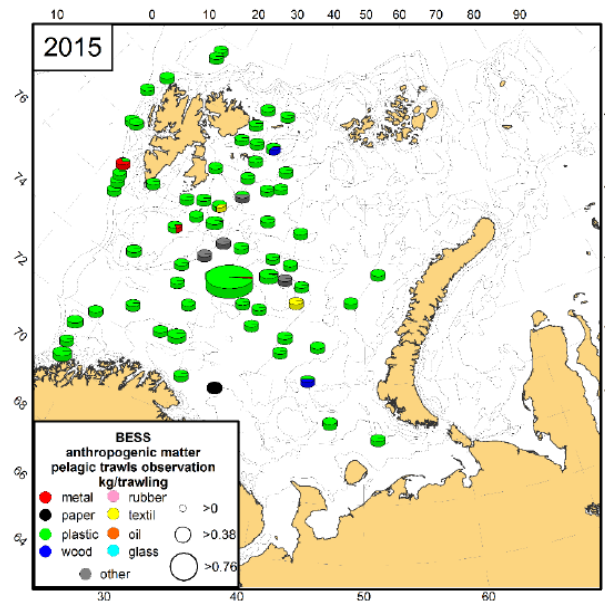 10 0 10 20 30 40 50 60 70 80 90
2015
76
74
72
70
68
66
64
BESS
anthropogenic matter
pelagic trawls observation
kg/trawling
metal rubber
paper textil >0
plastic oil >0.38
wood glass
other >0.76
30 40 50 60